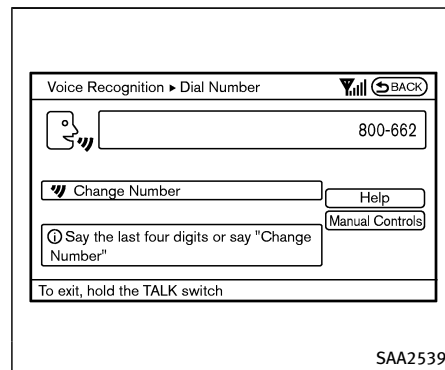 Voice Recognition ▸ Dial Number BACK
800-662
Change Number
Help
Manual Controls
Say the last four digits or say "Change
Number"
To exit, hold the TALK switch
SAA2539